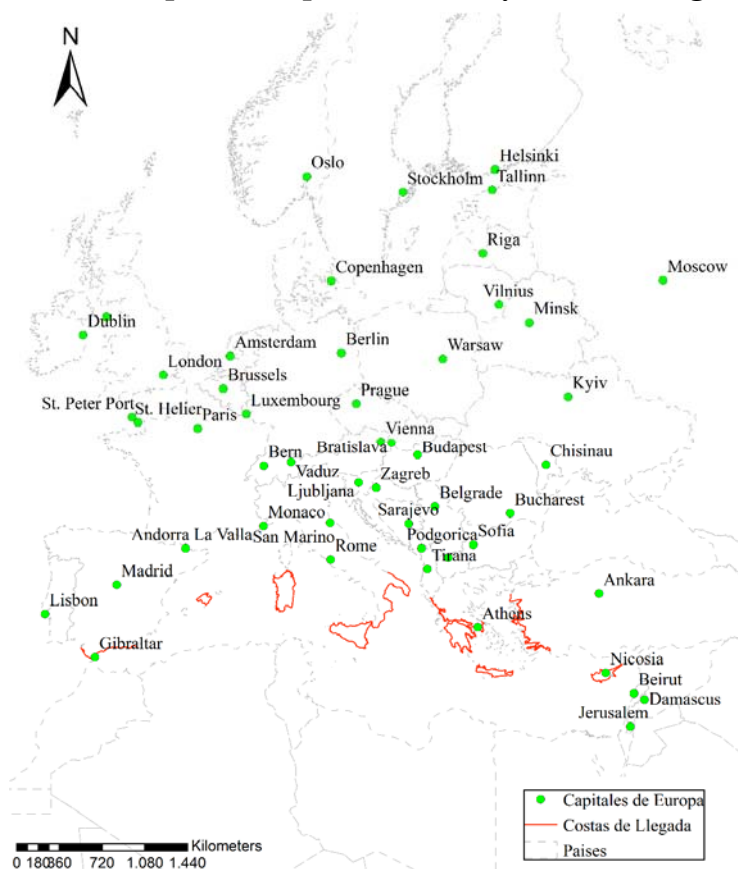 N
Oslo
Helsinki
Stockholm
Tallinn
Riga
Copenhagen
Moscow
Vilnius
Minsk
Dublin
Amsterdam
Berlin
Warsaw
London
Brussels
Kyiv
Prague
St. Peter Port
St. Helier
Paris
Luxembourg
Vienna
Bratislava
Budapest
Bern
Vaduz
Chisinau
Zagreb
Ljubljana
Belgrade
Monaco
Sarajevo
Bucharest
Andorra La Valla
San Marino
Podgorica
Sofia
Rome
Tirana
Madrid
Ankara
Lisbon
Athens
Gibraltar
Nicosia
Beirut
Damascus
Jerusalem
Capitales de Europa
Costas de Llegada
Paises
Kilometers
0 180 360 720 1.080 1.440